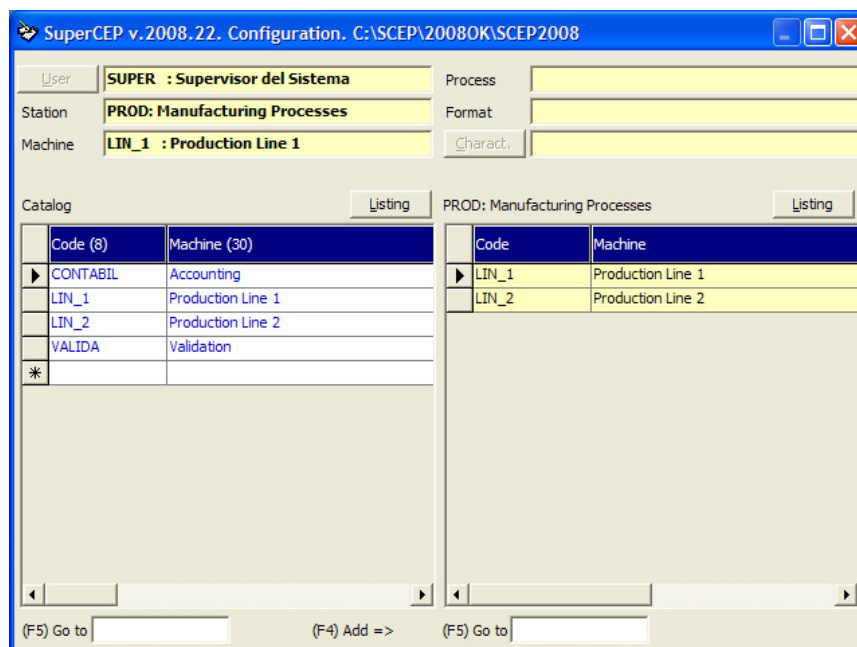 SuperCEP v.2008.22. Configuration. C:\SCEP\2008OK\SCEP2008
User SUPER : Supervisor del Sistema Process
Station PROD: Manufacturing Processes Format
Machine LIN_1 : Production Line 1 Charact.
Catalog Listing PROD: Manufacturing Processes Listing
Code (8) Machine (30) Code Machine
CONTABIL Accounting LIN_1 Production Line 1
LIN_1 Production Line 1 LIN_2 Production Line 2
LIN_2 Production Line 2
VALIDA Validation
(F5) Go to (F4) Add => (F5) Go to